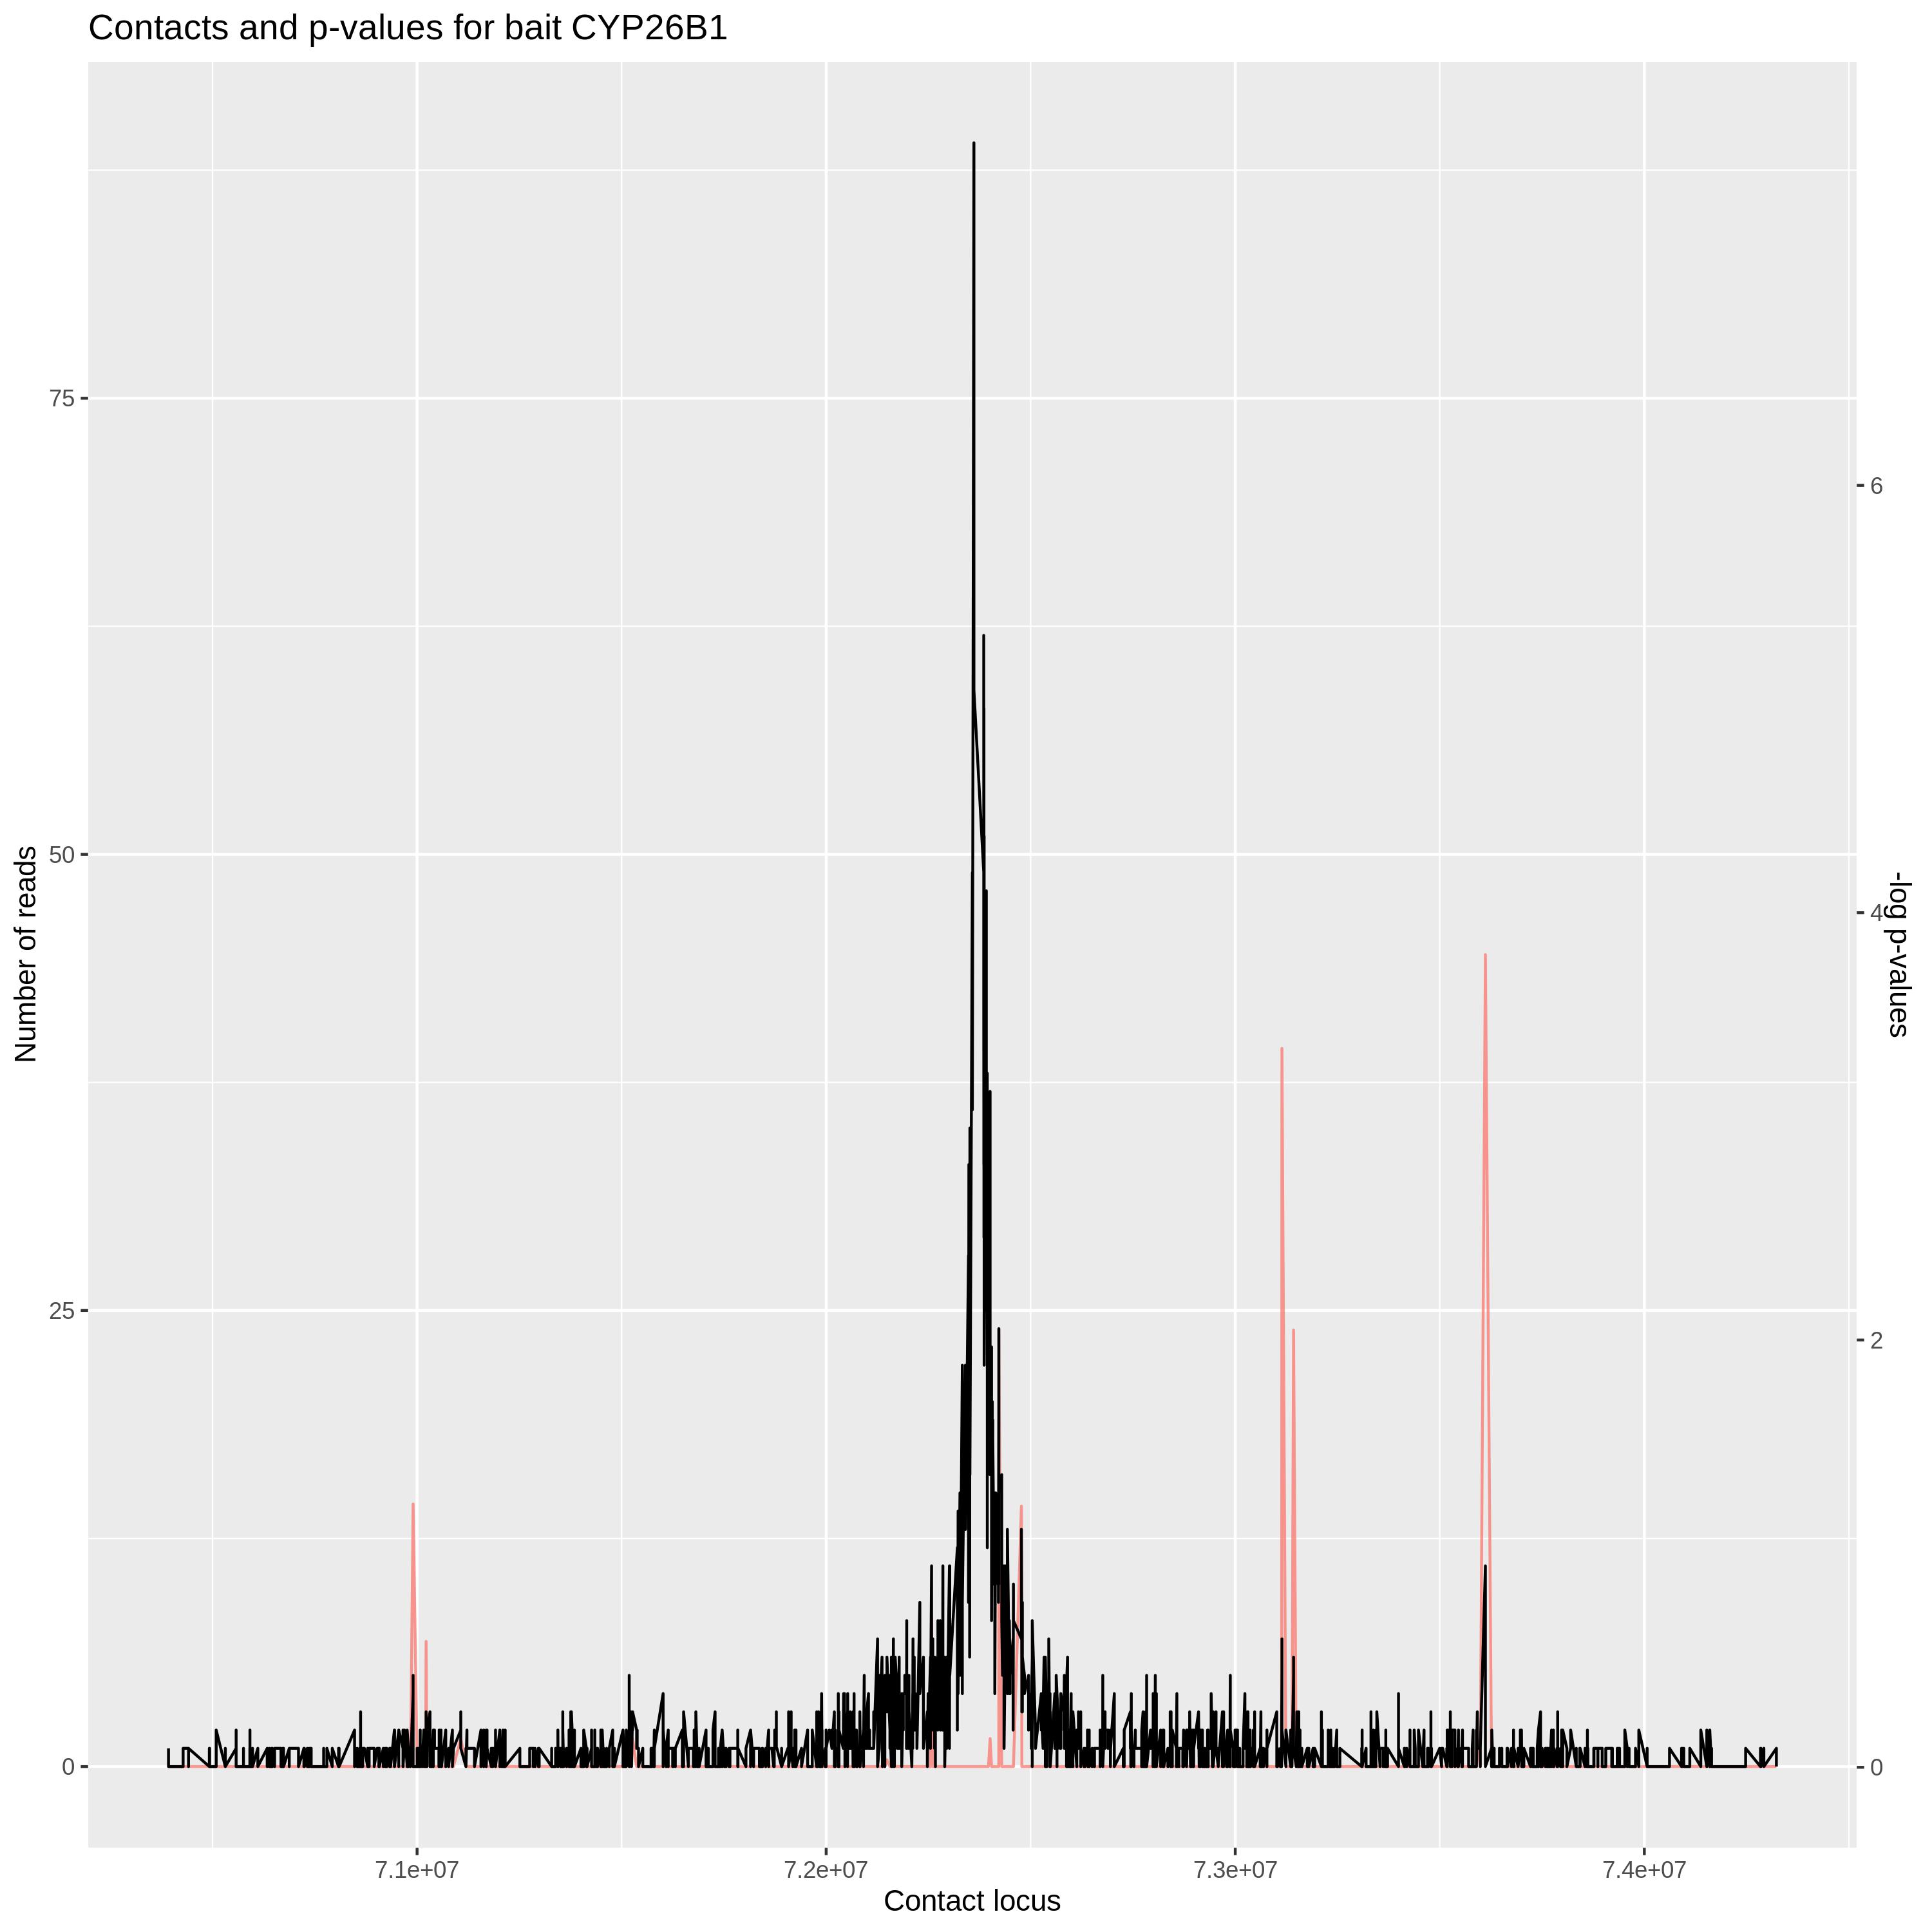 Contacts and p-values for bait CYP26B1
75
50
25
0
Number of reads
6
4
2
0
-log p-values
7.1e+07
7.2e+07
7.3e+07
7.4e+07
Contact locus